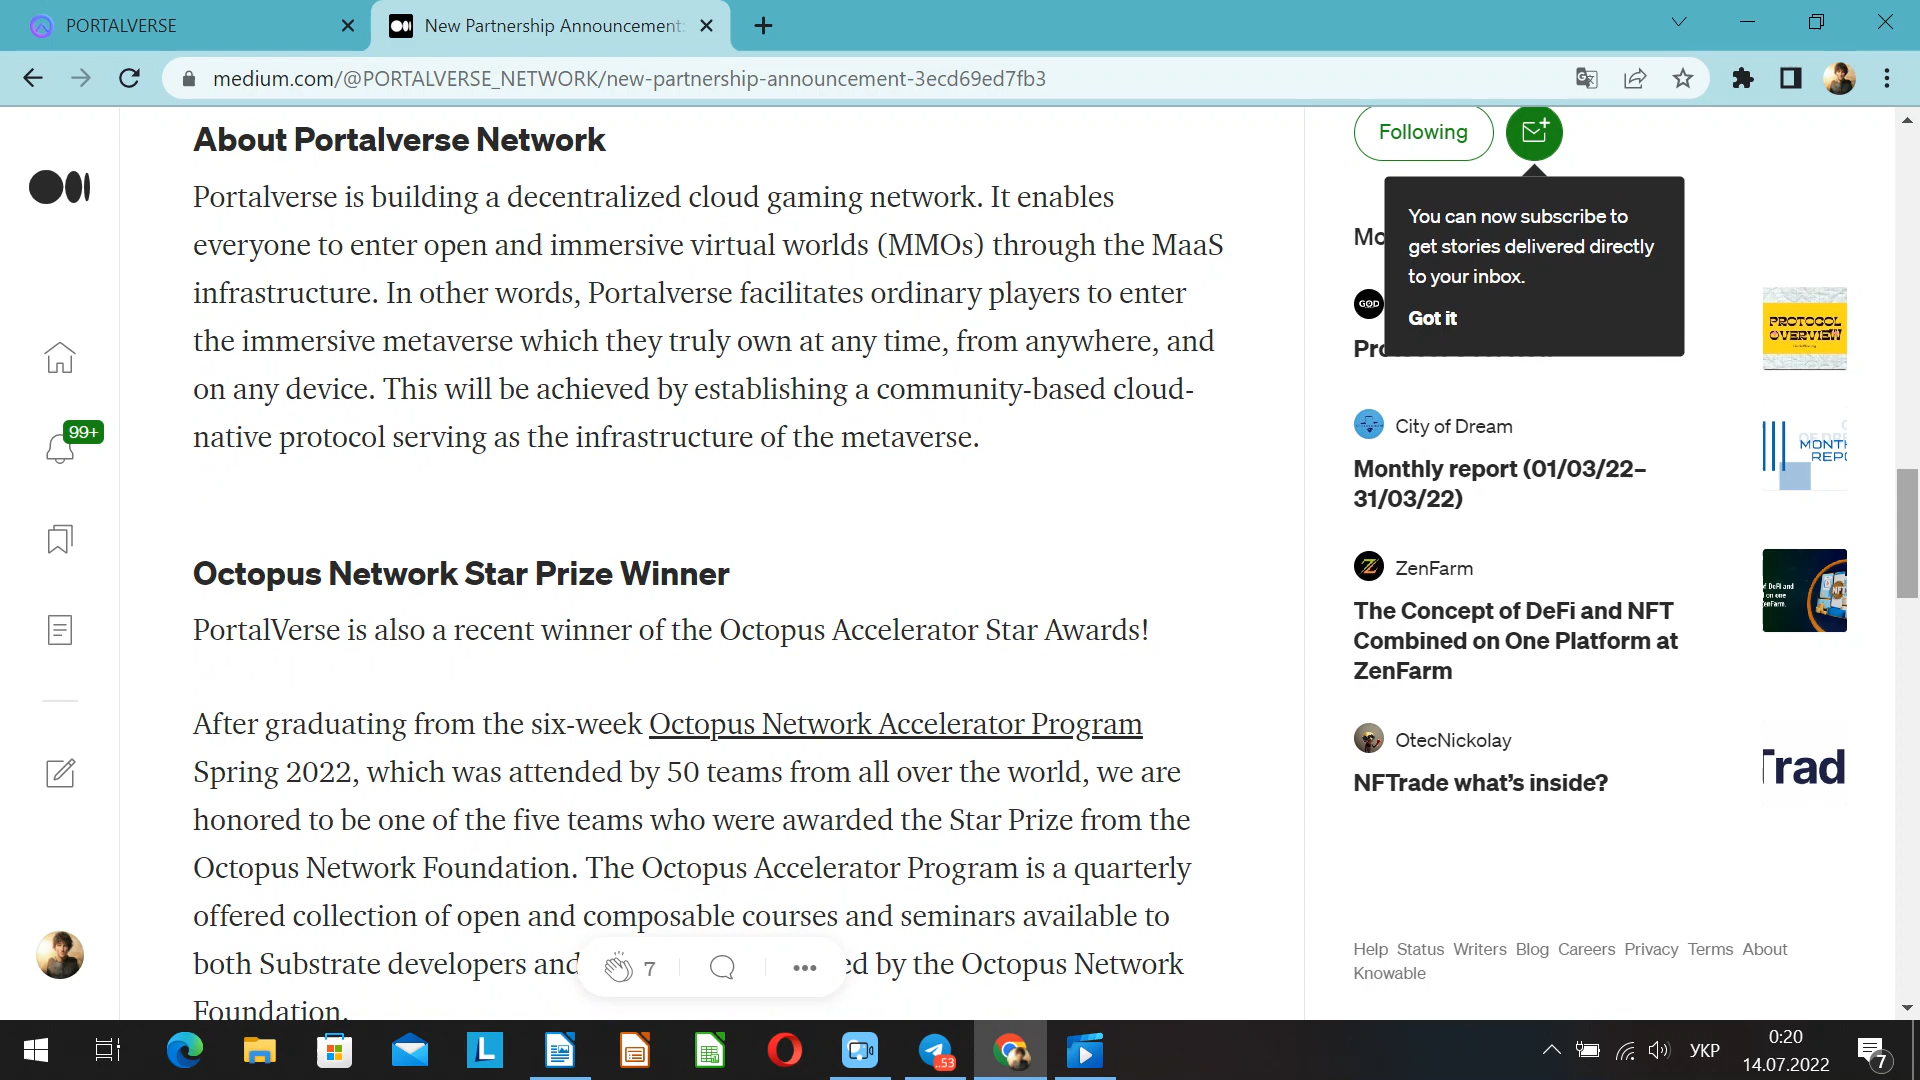 PORTALVERSE
New Partnership Announcement:
medium.com/@PORTALVERSE_NETWORK/new-partnership-announcement-3ecd69ed7fb3
About Portalverse Network
Portalverse is building a decentralized cloud gaming network. It enables
everyone to enter open and immersive virtual worlds (MMOs) through the MaaS
infrastructure. In other words, Portalverse facilitates ordinary players to enter
the immersive metaverse which they truly own at any time, from anywhere, and
on any device. This will be achieved by establishing a community-based cloud-
native protocol serving as the infrastructure of the metaverse.
Octopus Network Star Prize Winner
PortalVerse is also a recent winner of the Octopus Accelerator Star Awards!
After graduating from the six-week Octopus Network Accelerator Program
Spring 2022, which was attended by 50 teams from all over the world, we are
honored to be one of the five teams who were awarded the Star Prize from the
Octopus Network Foundation. The Octopus Accelerator Program is a quarterly
offered collection of open and composable courses and seminars available to
both Substrate developers and
ed by the Octopus Network
Foundation.
7
99+
Following
You can now subscribe to
get stories delivered directly
to your inbox.
Got it
Mo
GOD
PROTOCOL
OVERVIEW
City of Dream
Monthly report (01/03/22–
31/03/22)
MONTH
REPO
ZenFarm
The Concept of DeFi and NFT
Combined on One Platform at
ZenFarm
f DeFi and
on one
enFarm.
NFT
OtecNickolay
NFTrade what's inside?
Trad
Help Status Writers Blog Careers Privacy Terms About
Knowable
L
..53
УКР
0:20
14.07.2022
7